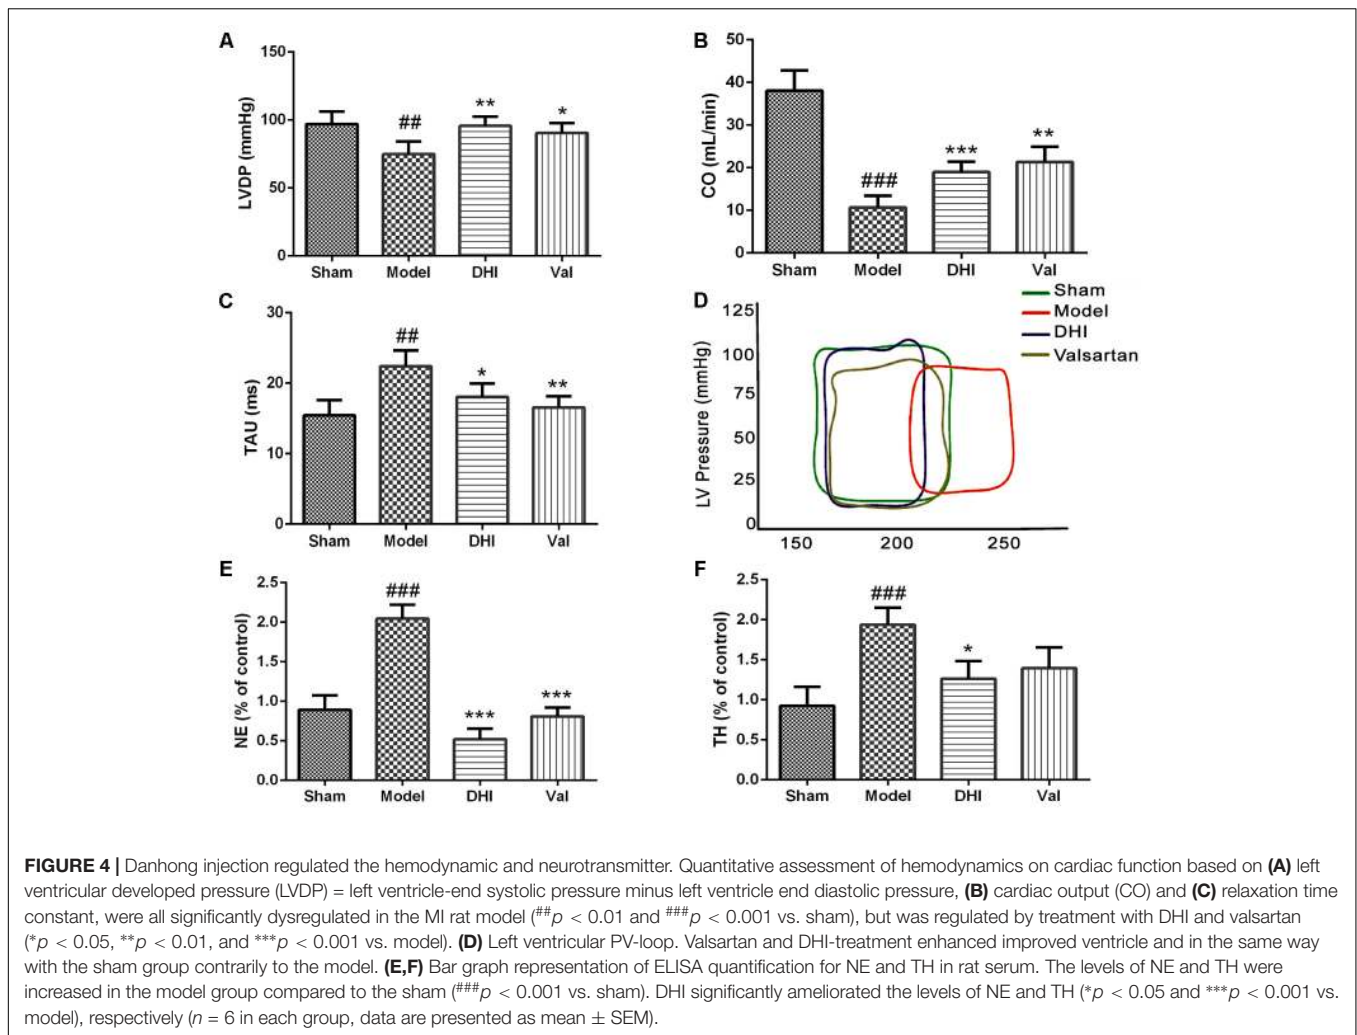 A
LVDP (mmHg)
150
100
50
0
##
**
*
Sham Model DHI Val
B
CO (mL/min)
50
40
30
20
10
0
###
***
**
Sham Model DHI Val
C
TAU (ms)
30
20
10
0
##
*
**
Sham Model DHI Val
D
LV Pressure (mmHg)
125
100
75
50
25
0
150 200 250
Sham
Model
DHI
Valsartan
E
NE (% of control)
2.5
2.0
1.5
1.0
0.5
0.0
###
***
***
Sham Model DHI Val
F
TH (% of control)
2.5
2.0
1.5
1.0
0.5
0.0
###
*
Sham Model DHI Val
FIGURE 4 | Danhong injection regulated the hemodynamic and neurotransmitter. Quantitative assessment of hemodynamics on cardiac function based on (A) left
ventricular developed pressure (LVDP) = left ventricle-end systolic pressure minus left ventricle end diastolic pressure, (B) cardiac output (CO) and (C) relaxation time
constant, were all significantly dysregulated in the MI rat model (##p < 0.01 and ###p < 0.001 vs. sham), but was regulated by treatment with DHI and valsartan
(*p < 0.05, **p < 0.01, and ***p < 0.001 vs. model). (D) Left ventricular PV-loop. Valsartan and DHI-treatment enhanced improved ventricle and in the same way
with the sham group contrarily to the model. (E,F) Bar graph representation of ELISA quantification for NE and TH in rat serum. The levels of NE and TH were
increased in the model group compared to the sham (###p < 0.001 vs. sham). DHI significantly ameliorated the levels of NE and TH (*p < 0.05 and ***p < 0.001 vs.
model), respectively (n = 6 in each group, data are presented as mean ± SEM).